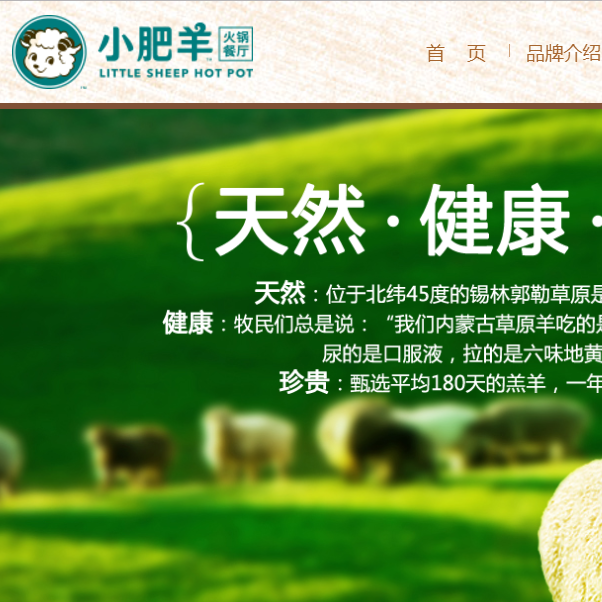 小肥羊 火锅餐厅
LITTLE SHEEP HOT POT
首 页 | 品牌介绍
{天然·健康·
天然：位于北纬45度的锡林郭勒草原是
健康：牧民们总是说：“我们内蒙古草原羊吃的是
尿的是口服液，拉的是六味地黄
珍贵：甄选平均180天的羔羊，一年